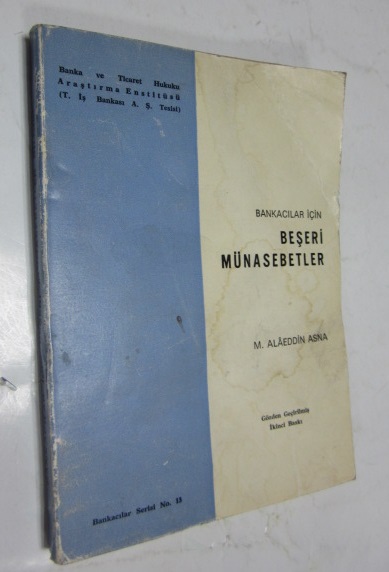 Banka ve Ticaret Hukuku
Araştırma Enstitüsü
(T. İş Bankası A. Ş. Tesisi)
BANKACILAR İÇİN
BEŞERİ
MÜNASEBETLER
M. ALÂEDDİN ASNA
Gözden Geçirilmiş
İkinci Baskı
Bankacılar Serisi No. 13